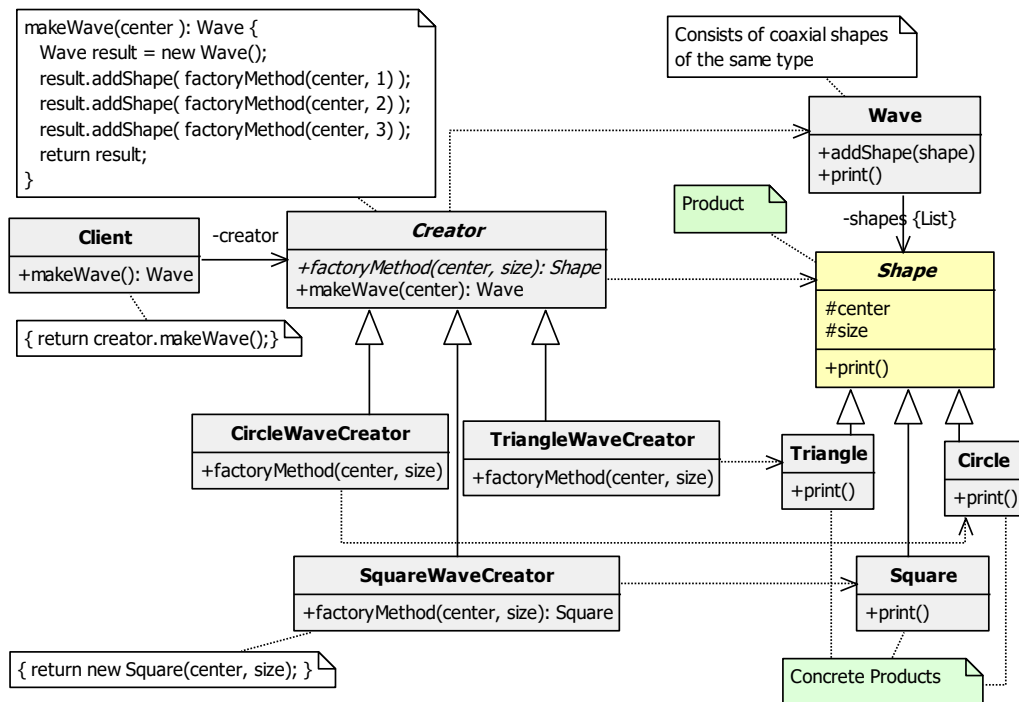 makeWave(center ): Wave {
Wave result = new Wave();
result.addShape( factoryMethod(center, 1) );
result.addShape( factoryMethod(center, 2) );
result.addShape( factoryMethod(center, 3) );
return result;
}
Consists of coaxial shapes
of the same type
Wave
+addShape(shape)
+print()
Product
-shapes {List}
Client
+makeWave(): Wave
-creator
Creator
+factoryMethod(center, size): Shape
+makeWave(center): Wave
Shape
#center
#size
+print()
{ return creator.makeWave();}
CircleWaveCreator
+factoryMethod(center, size)
TriangleWaveCreator
+factoryMethod(center, size)
Triangle
+print()
Circle
+print()
SquareWaveCreator
+factoryMethod(center, size): Square
Square
+print()
{ return new Square(center, size); }
Concrete Products